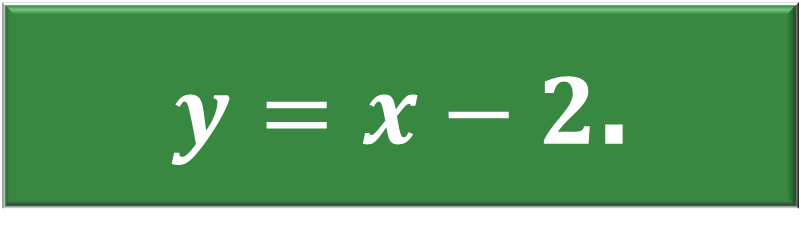 y = x − 2.